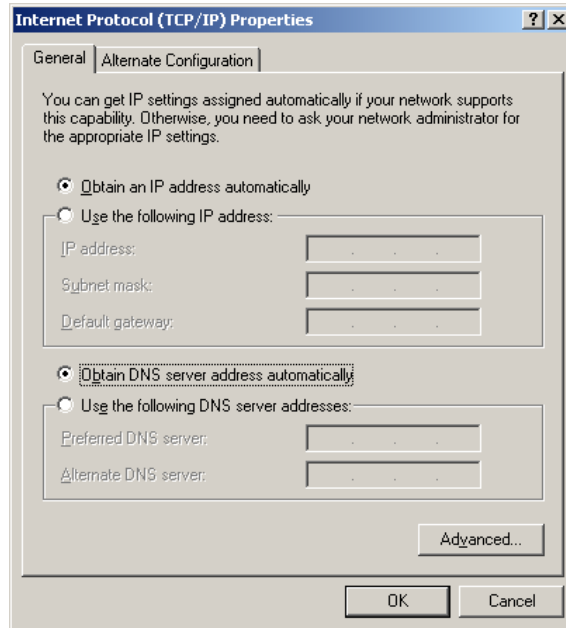 Internet Protocol (TCP/IP) Properties
General
Alternate Configuration
You can get IP settings assigned automatically if your network supports
this capability. Otherwise, you need to ask your network administrator for
the appropriate IP settings.
Obtain an IP address automatically
Use the following IP address:
IP address:
Subnet mask:
Default gateway:
Obtain DNS server address automatically
Use the following DNS server addresses:
Preferred DNS server:
Alternate DNS server:
Advanced...
OK
Cancel